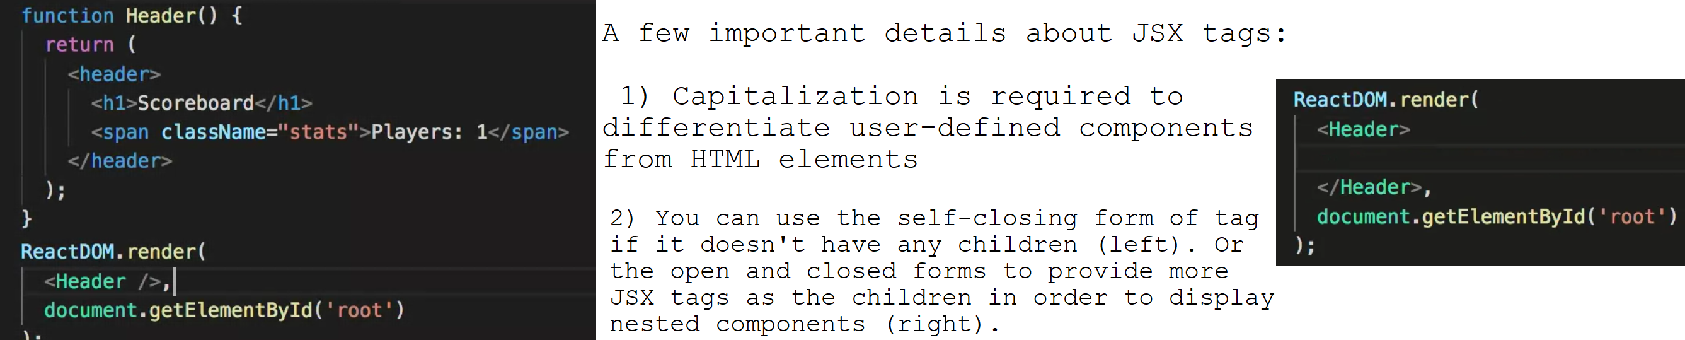 function Header() {
return (
<header>
<h1>Scoreboard</h1>
<span className="stats">Players: 1</span>
</header>
);
}
ReactDOM.render(
<Header />,
document.getElementById('root')
);
A few important details about JSX tags:
1) Capitalization is required to
differentiate user-defined components
from HTML elements
2) You can use the self-closing form of tag
if it doesn't have any children (left). Or
the open and closed forms to provide more
JSX tags as the children in order to display
nested components (right).
ReactDOM.render(
<Header>
</Header>,
document.getElementById('root')
);